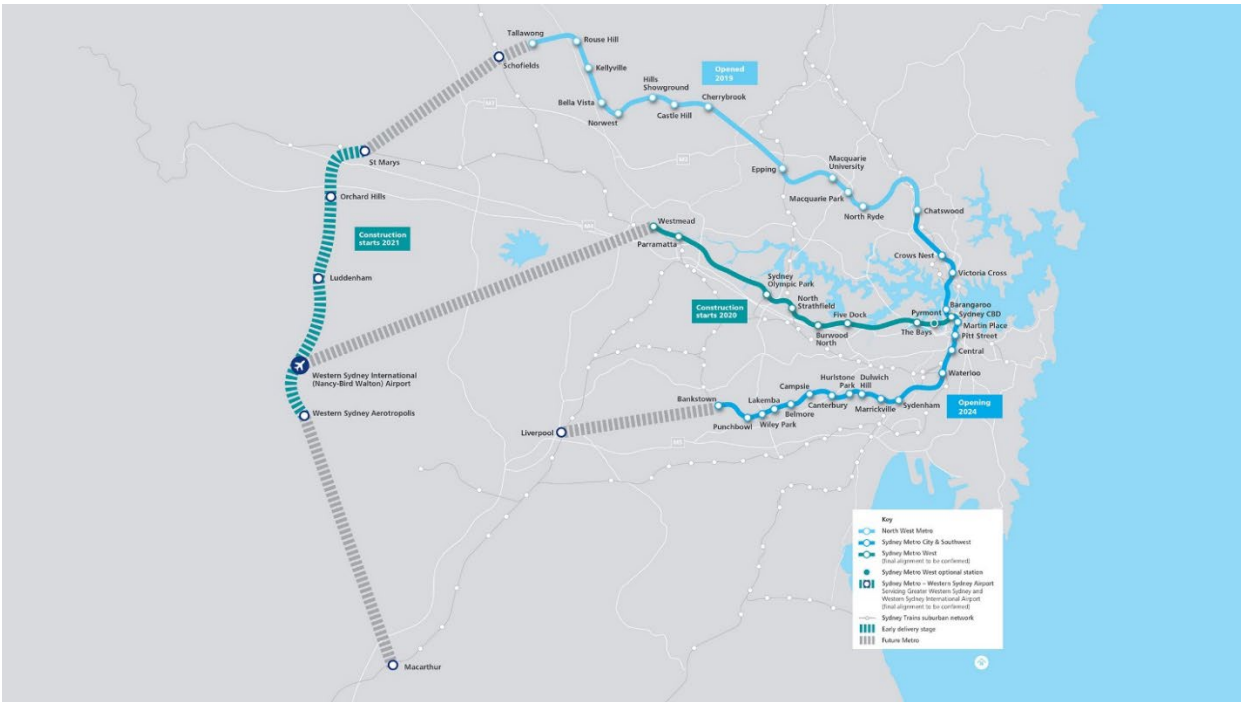 Tallawong
Rouse Hill
Schofields
Kellyville
Opened
2019
Hills
Showground
Cherrybrook
Bella Vista
Castle Hill
Norwest
M2
St Marys
M2
Macquarie
University
Epping
Macquarie Park
Orchard Hills
North Ryde
Chatswood
Westmead
M4
Construction
starts 2021
Parramatta
Crows Nest
Victoria Cross
Luddenham
Sydney
Olympic Park
North
Strathfield
Construction
starts 2020
Five Dock
Burwood
North
Pyrmont
The Bays
Barangaroo
Sydney CBD
Martin Place
Pitt Street
Central
Waterloo
Western Sydney International
(Nancy-Bird Walton) Airport
Western Sydney Aerotropolis
Bankstown
Punchbowl
Lakemba
Wiley Park
Belmore
Campsie
Canterbury
Hurlstone
Park
Dulwich
Hill
Marrickville
Sydenham
Opening
2024
Liverpool
M5
Macarthur
Key
North West Metro
Sydney Metro City & Southwest
Sydney Metro West
(final alignment to be confirmed)
Sydney Metro West optional station
Sydney Metro – Western Sydney Airport
Servicing Greater Western Sydney and
Western Sydney International Airport
(final alignment to be confirmed)
Sydney Trains suburban network
Early delivery stage
Future Metro